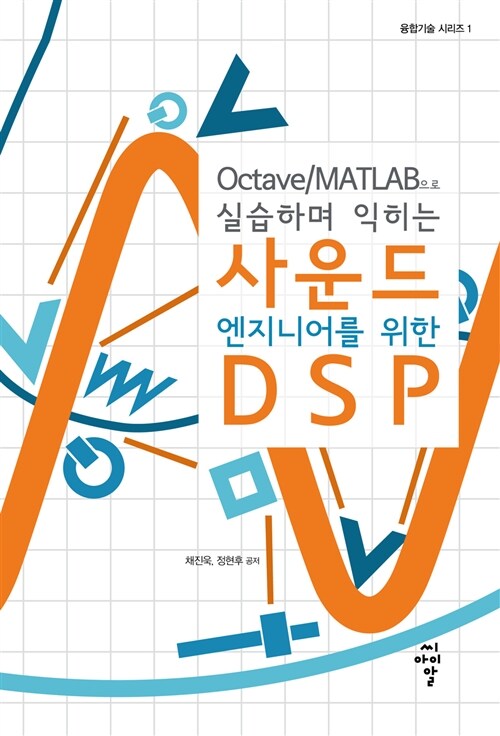 융합기술 시리즈 1
Octave/MATLAB으로
실습하며 익히는
사운드
엔지니어를 위한
DSP
채진욱, 정현후 공저
씨
아이
알